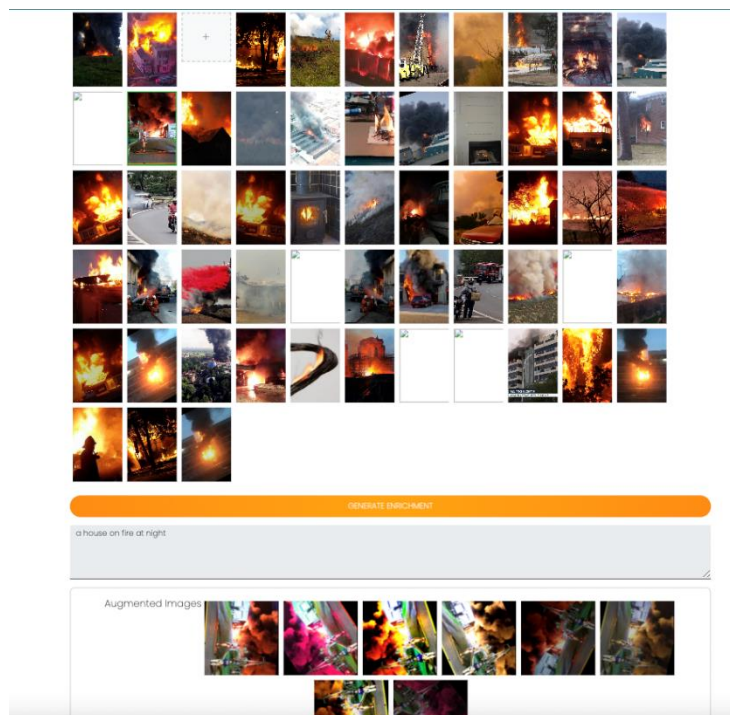 +
GENERATE ENRICHMENT
a house on fire at night
Augmented Images